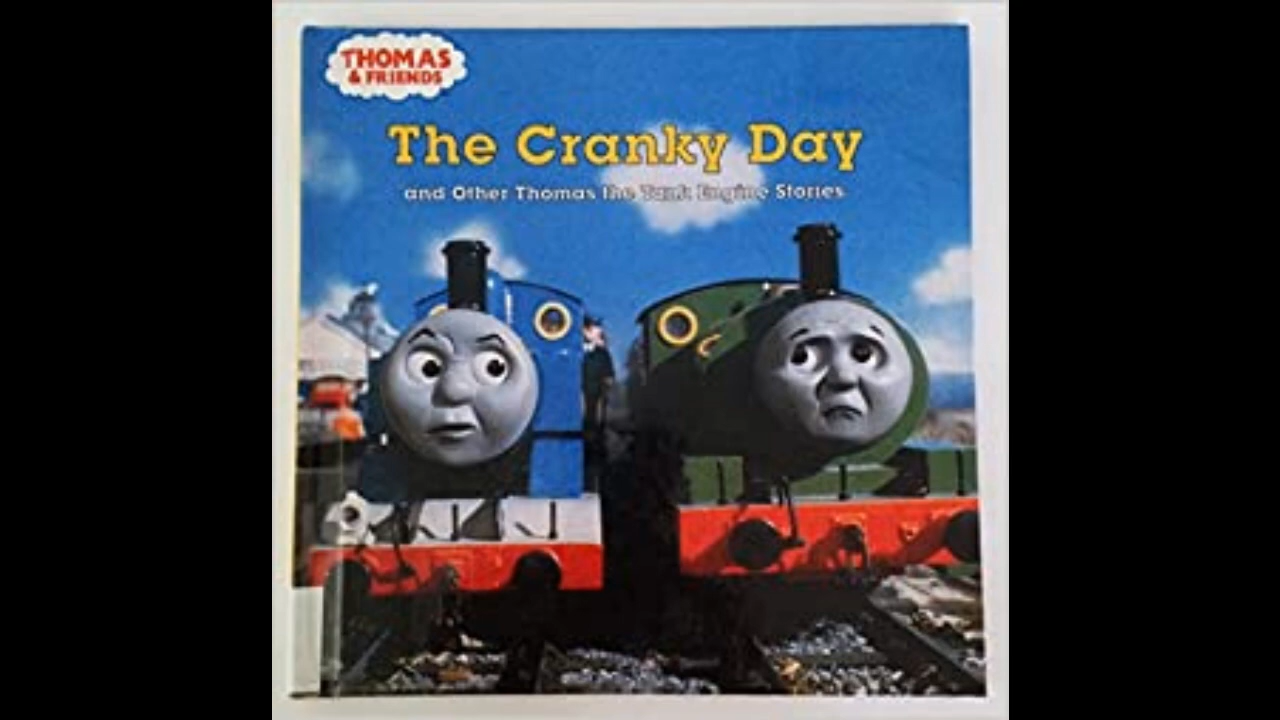 THOMAS
& FRIENDS
The Cranky Day
and Other Thomas the Tank Engine Stories